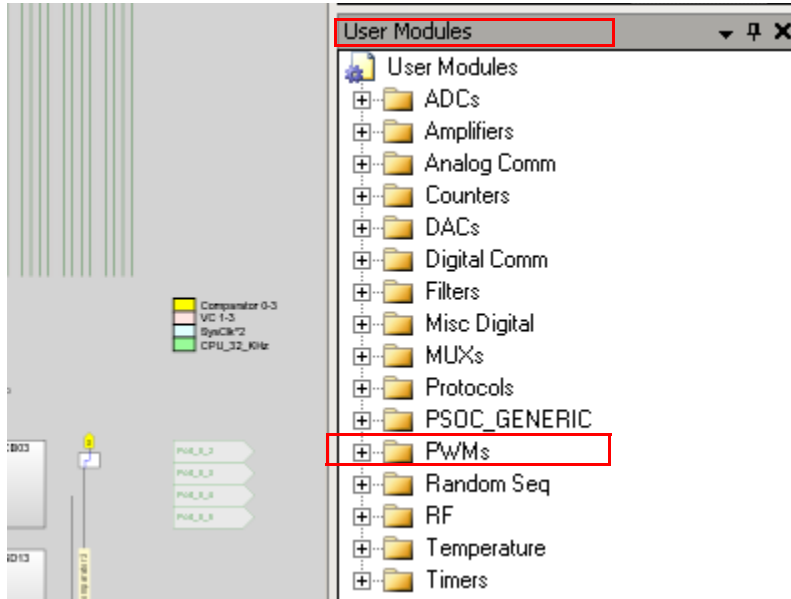 User Modules
User Modules
ADCs
Amplifiers
Analog Comm
Counters
DACs
Digital Comm
Filters
Misc Digital
MUXs
Protocols
PSOC_GENERIC
PWMs
Random Seq
RF
Temperature
Timers
Comparator 0-3
VC 1-3
SysClk*2
CPU_32_KHz